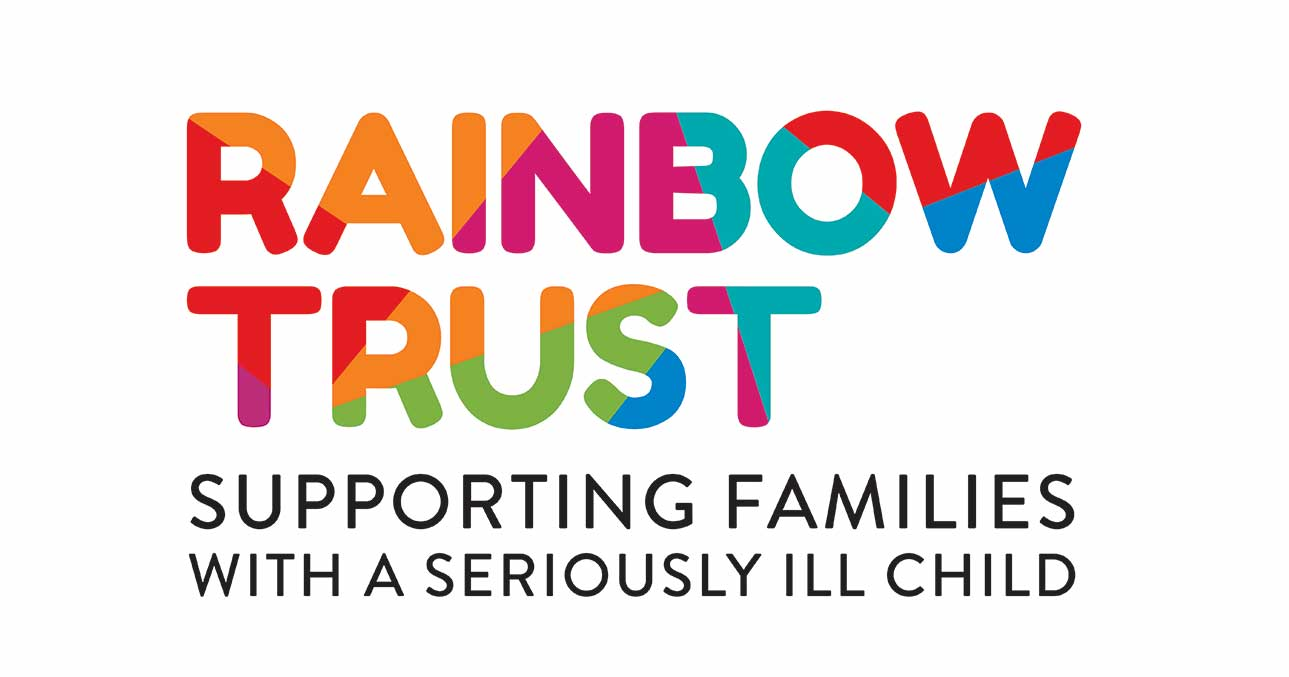 RAINBOW
TRUST
SUPPORTING FAMILIES
WITH A SERIOUSLY ILL CHILD